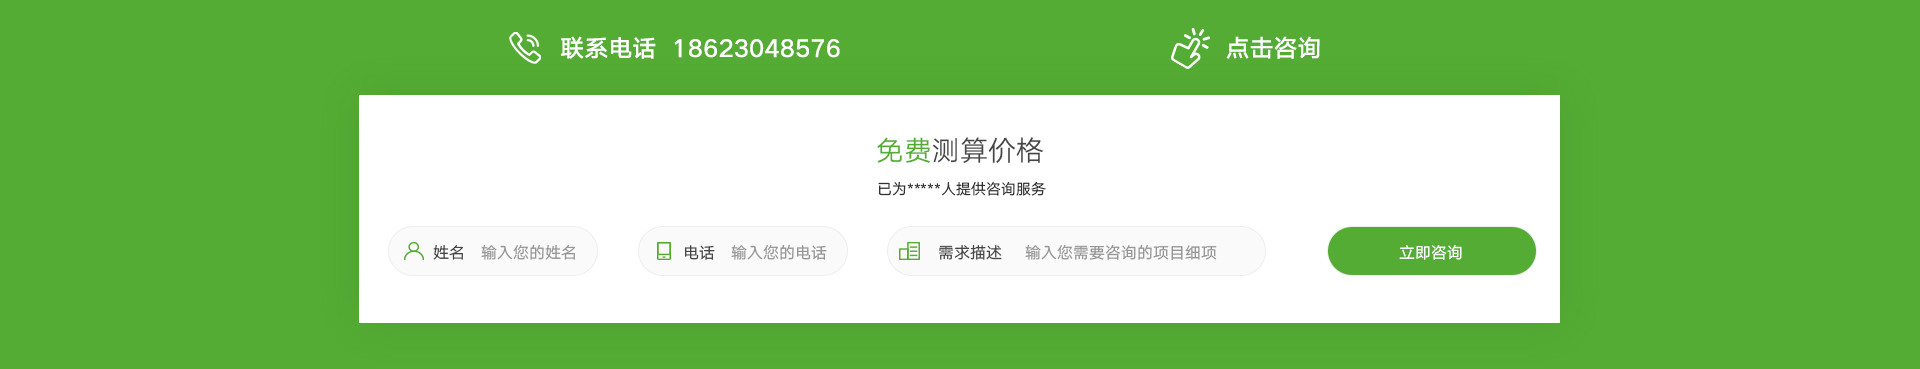 联系电话 18623048576
点击咨询
免费测算价格
已为*****人提供咨询服务
姓名 输入您的姓名
电话 输入您的电话
需求描述 输入您需要咨询的项目细项
立即咨询